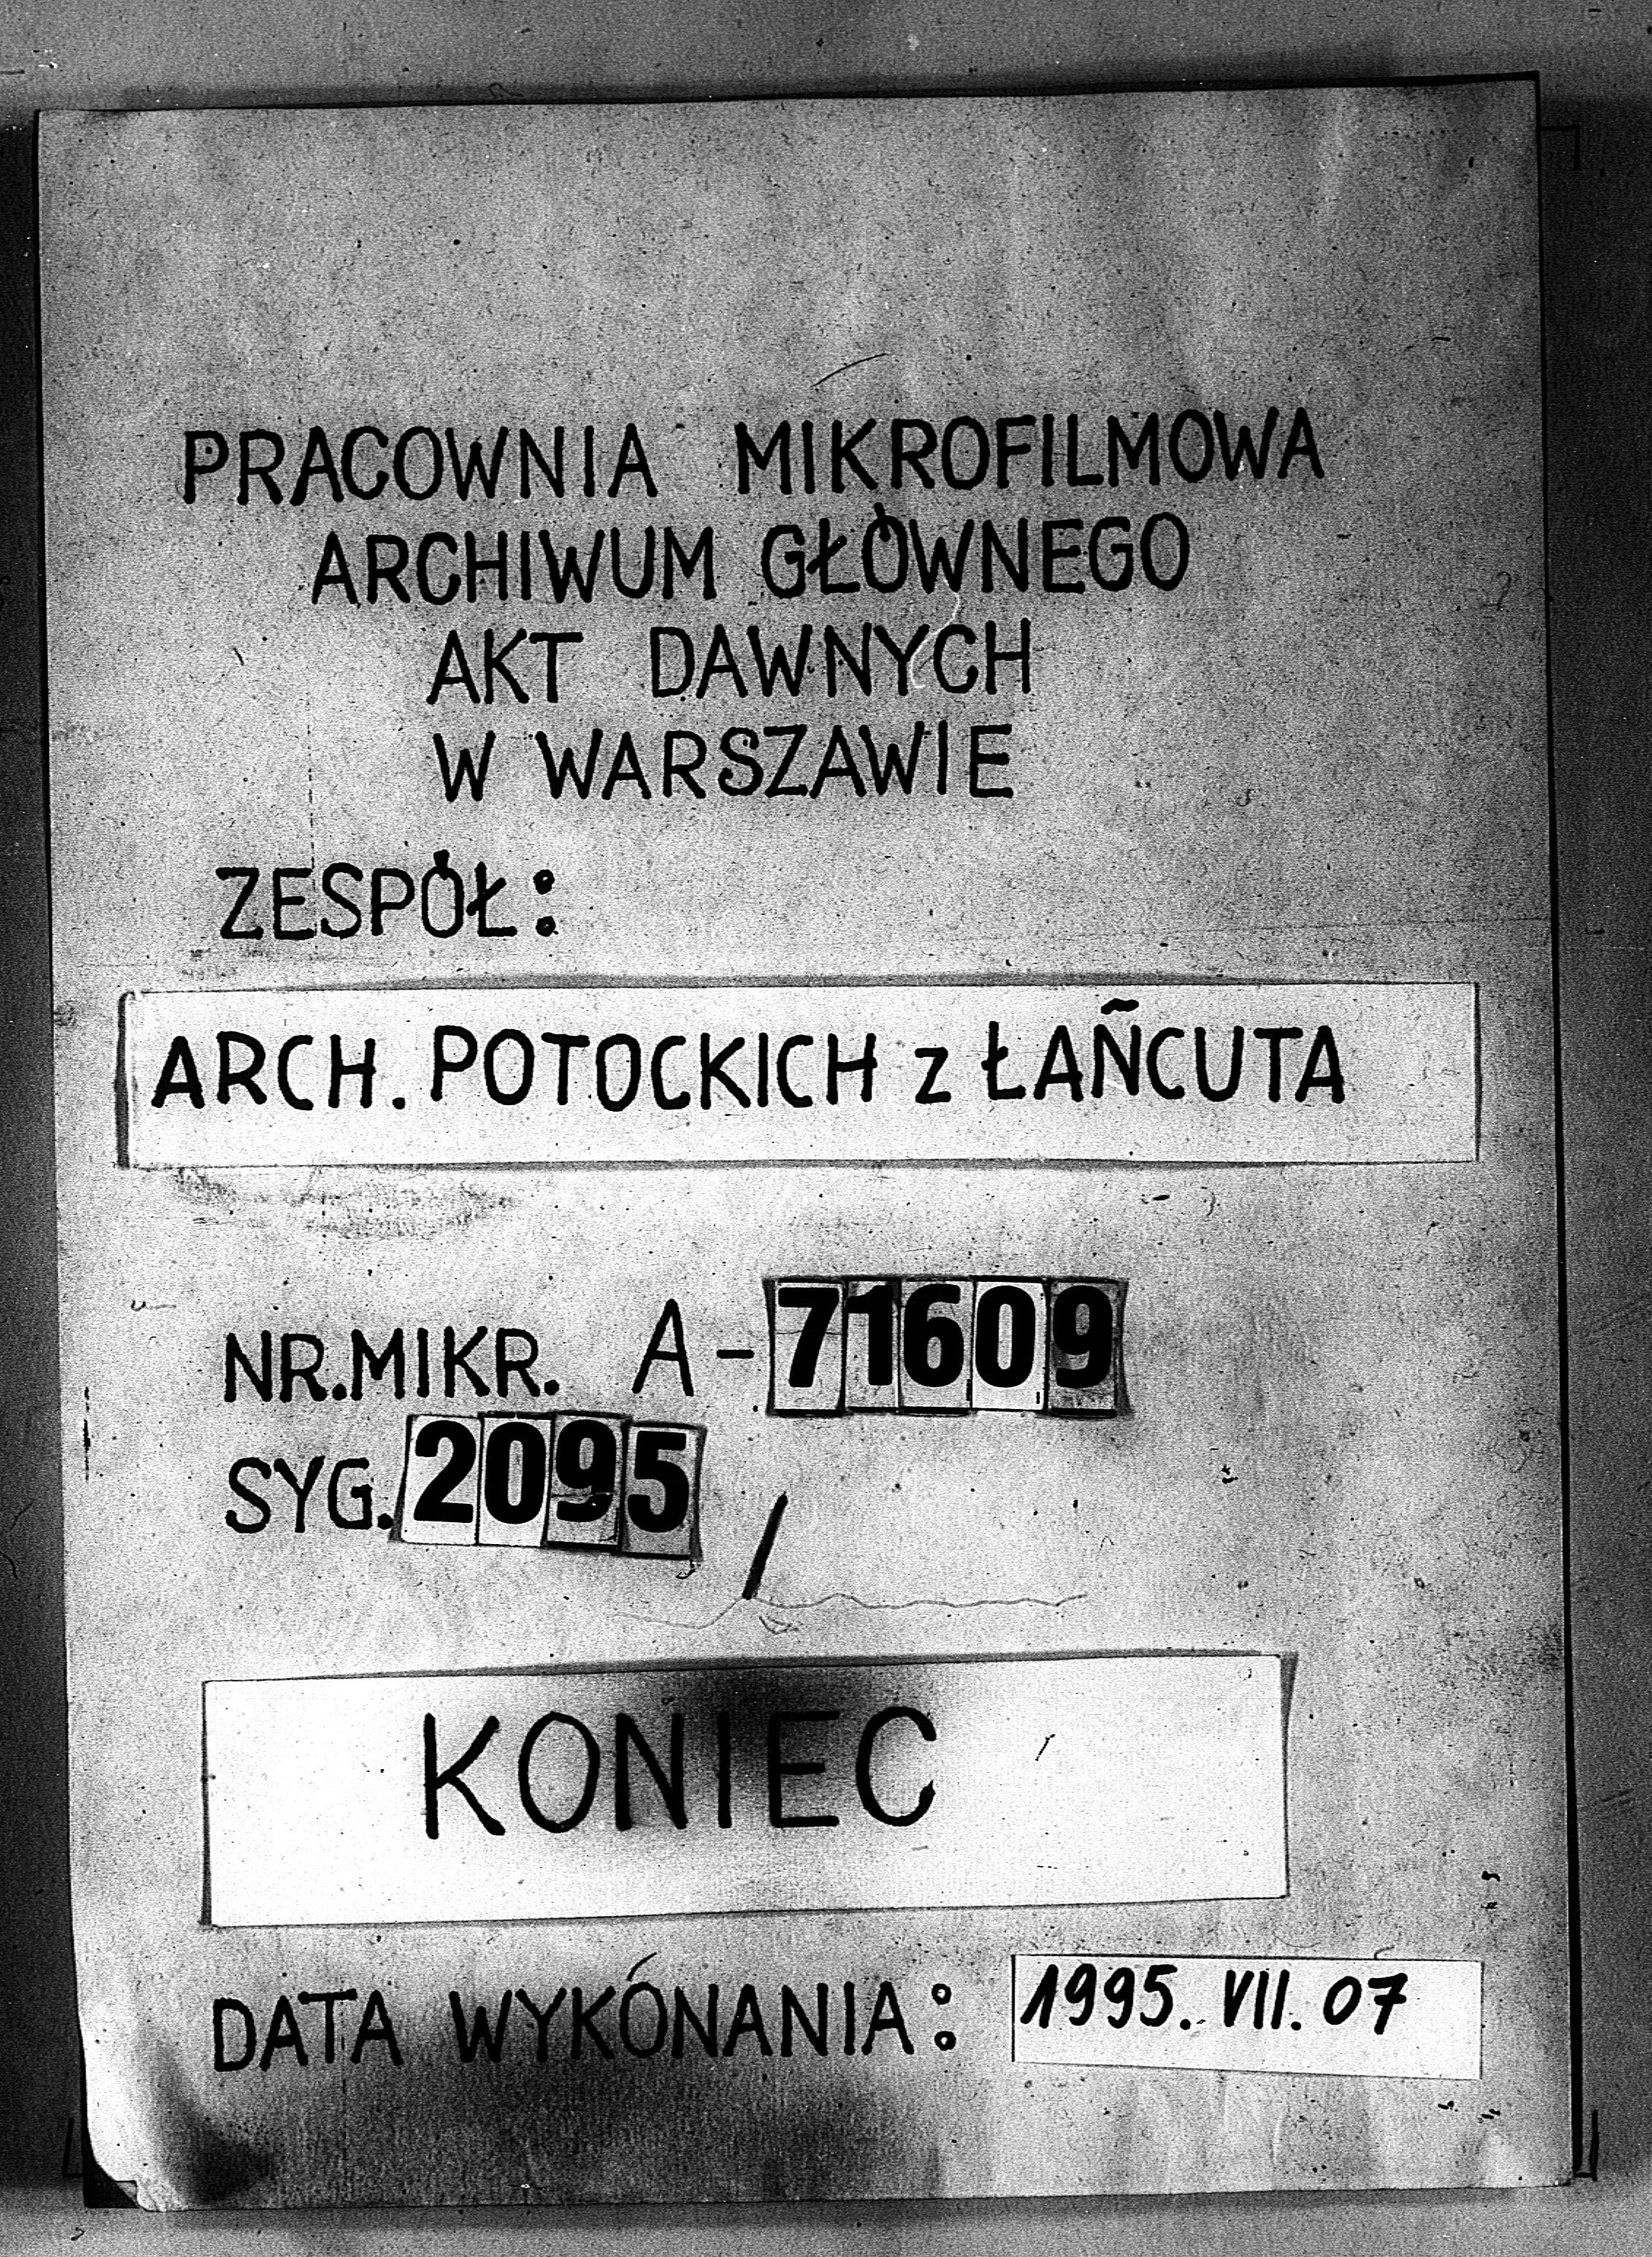 PRACOWNIA MIKROFILMOWA
ARCHIWUM GŁÓWNEGO
AKT DAWNYCH
W WARSZAWIE
ZESPÓŁ:
ARCH. POTOCKICH z ŁAŃCUTA
NR.MIKR. A-71609
SYG. 2095
KONIEC
DATA WYKONANIA: 1995. VII. 07